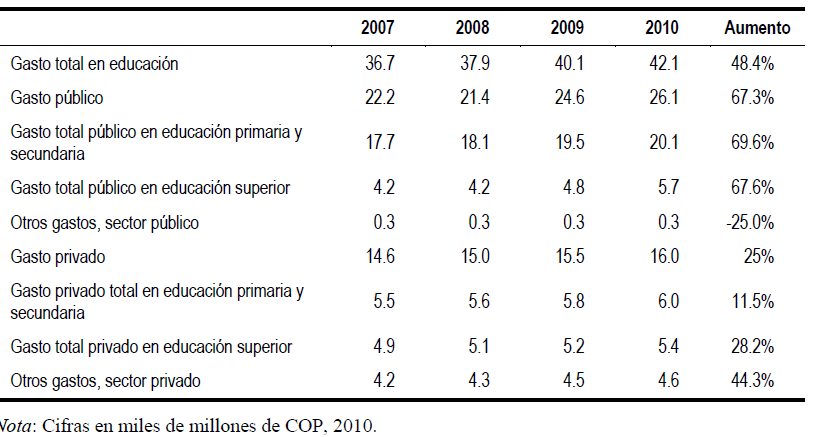 2007 2008 2009 2010 Aumento
Gasto total en educación 36.7 37.9 40.1 42.1 48.4%
Gasto público 22.2 21.4 24.6 26.1 67.3%
Gasto total público en educación primaria y
secundaria 17.7 18.1 19.5 20.1 69.6%
Gasto total público en educación superior 4.2 4.2 4.8 5.7 67.6%
Otros gastos, sector público 0.3 0.3 0.3 0.3 -25.0%
Gasto privado 14.6 15.0 15.5 16.0 25%
Gasto privado total en educación primaria y
secundaria 5.5 5.6 5.8 6.0 11.5%
Gasto total privado en educación superior 4.9 5.1 5.2 5.4 28.2%
Otros gastos, sector privado 4.2 4.3 4.5 4.6 44.3%
Nota: Cifras en miles de millones de COP, 2010.